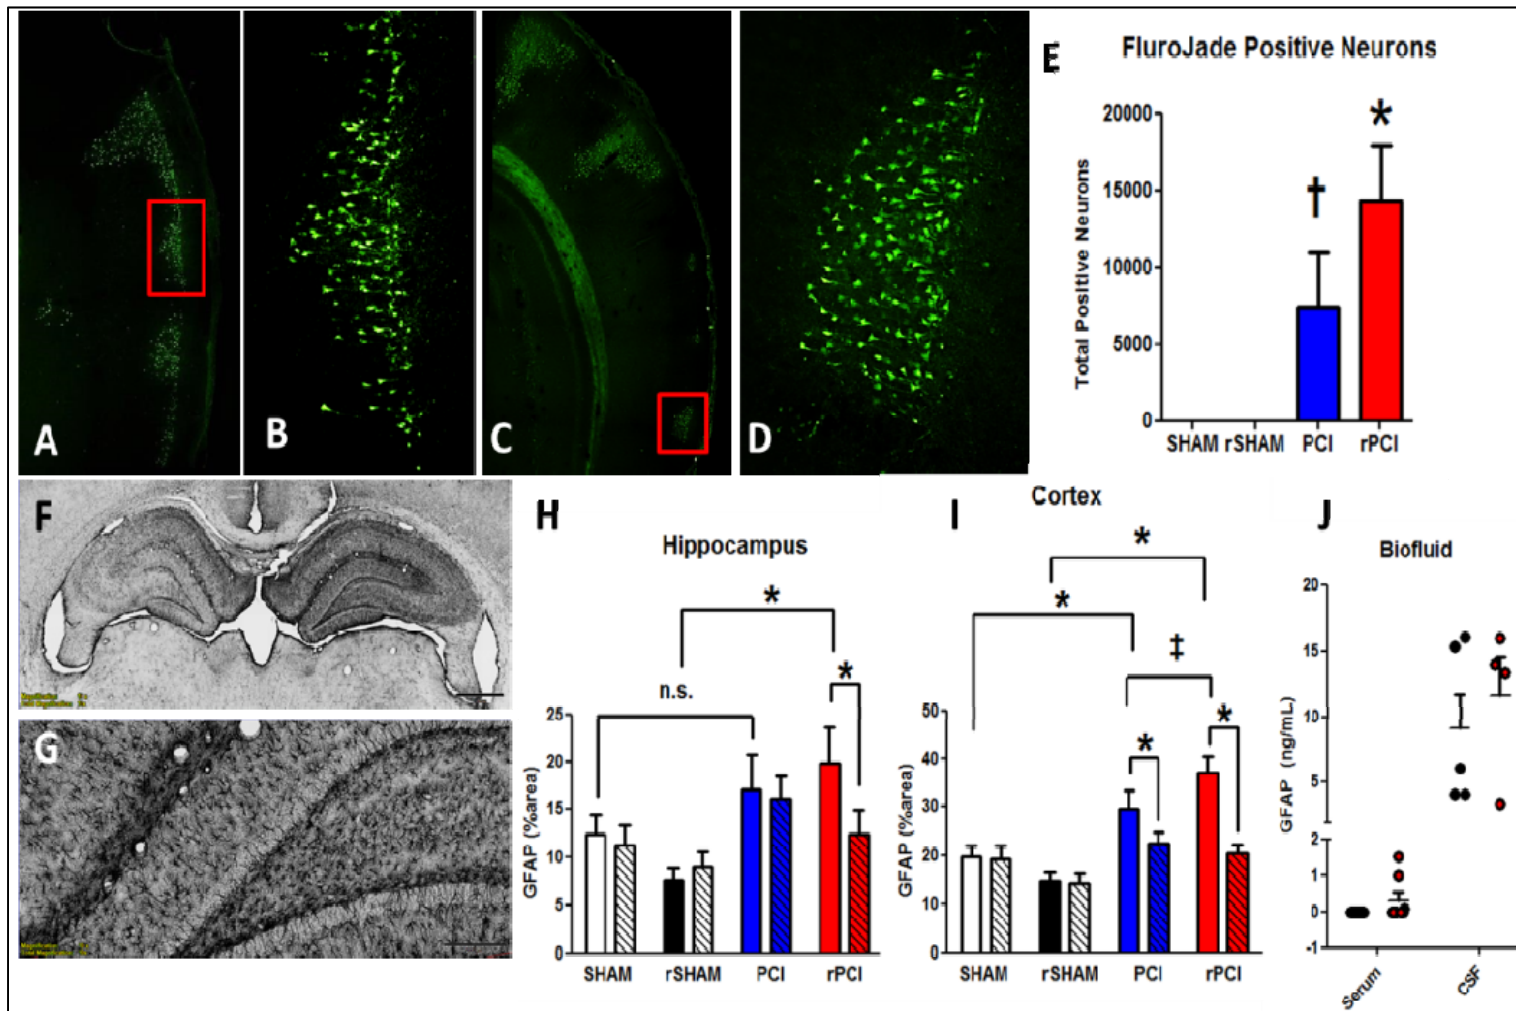 A
B
C
D
E
FluroJade Positive Neurons
*
†
20000
15000
10000
5000
0
Total Positive Neurons
SHAM rSHAM PCI rPCI
F
G
H
Hippocampus
*
n.s.
*
25
20
15
10
5
0
GFAP (%area)
SHAM rSHAM PCI rPCI
I
Cortex
*
*
‡
*
*
50
40
30
20
10
0
GFAP (%area)
SHAM rSHAM PCI rPCI
J
Biofluid
20
15
10
5
2
1
0
-1
GFAP (ng/mL)
Serum
CSF